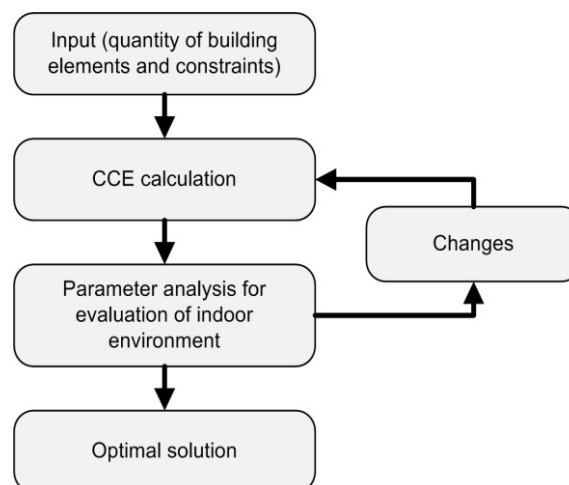 Input (quantity of building
elements and constraints)
CCE calculation
Changes
Parameter analysis for
evaluation of indoor
environment
Optimal solution